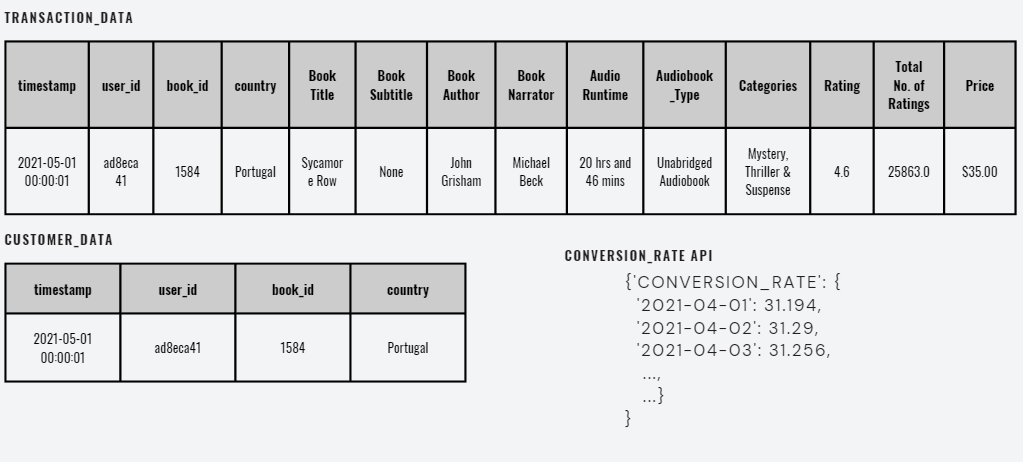 TRANSACTION_DATA
timestamp user_id book_id country Book Title Book Subtitle Book Author Book Narrator Audio Runtime Audiobook _Type Categories Rating Total No. of Ratings Price
2021-05-01 00:00:01 ad8eca 41 1584 Portugal Sycamor e Row None John Grisham Michael Beck 20 hrs and 46 mins Unabridged Audiobook Mystery, Thriller & Suspense 4.6 25863.0 $35.00
CUSTOMER_DATA
timestamp user_id book_id country
2021-05-01 00:00:01 ad8eca41 1584 Portugal
CONVERSION_RATE API
{'CONVERSION_RATE': {
'2021-04-01': 31.194,
'2021-04-02': 31.29,
'2021-04-03': 31.256,
...,
...}
}